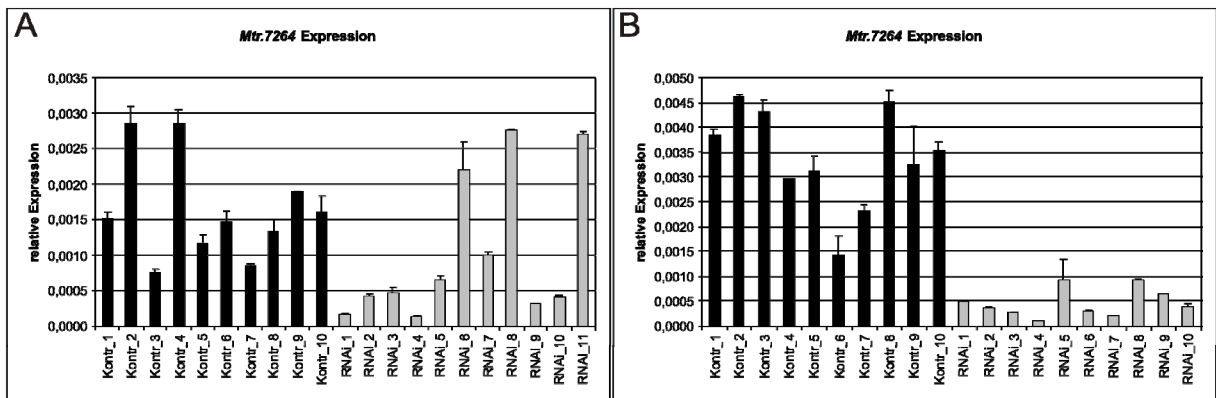 A
Mtr.7264 Expression
relative Expression
0,0035
0,0030
0,0025
0,0020
0,0015
0,0010
0,0005
0,0000
Kontr_1
Kontr_2
Kontr_3
Kontr_4
Kontr_5
Kontr_6
Kontr_7
Kontr_8
Kontr_9
Kontr_10
RNAi_1
RNAi_2
RNAi_3
RNAi_4
RNAi_5
RNAi_6
RNAi_7
RNAi_8
RNAi_9
RNAi_10
RNAi_11
B
Mtr.7264 Expression
relative Expression
0,0050
0,0045
0,0040
0,0035
0,0030
0,0025
0,0020
0,0015
0,0010
0,0005
0,0000
Kontr_1
Kontr_2
Kontr_3
Kontr_4
Kontr_5
Kontr_6
Kontr_7
Kontr_8
Kontr_9
Kontr_10
RNAi_1
RNAi_2
RNAi_3
RNAi_4
RNAi_5
RNAi_6
RNAi_7
RNAi_8
RNAi_9
RNAi_10